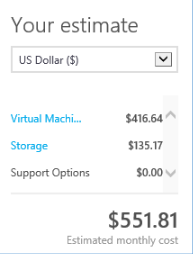 Your estimate
US Dollar ($)
Virtual Machi... $416.64
Storage $135.17
Support Options $0.00
$551.81
Estimated monthly cost